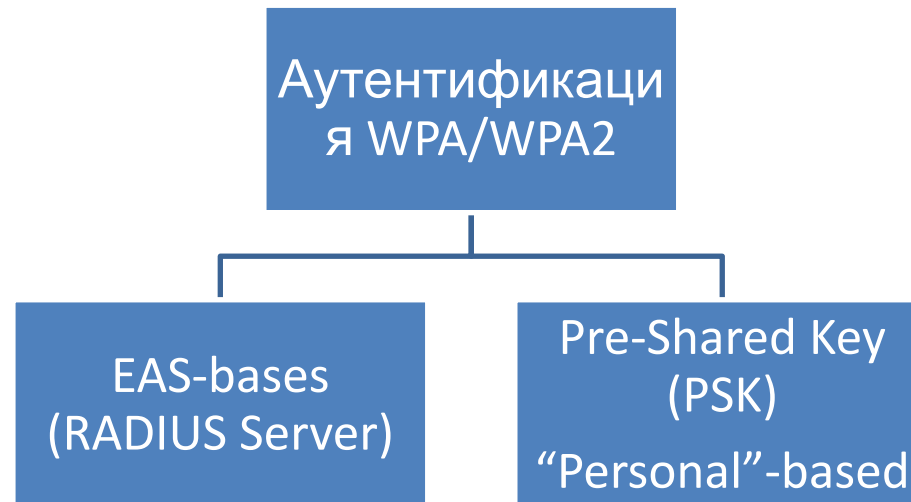 Аутентификаци
я WPA/WPA2
EAS-bases
(RADIUS Server)
Pre-Shared Key
(PSK)
“Personal”-based